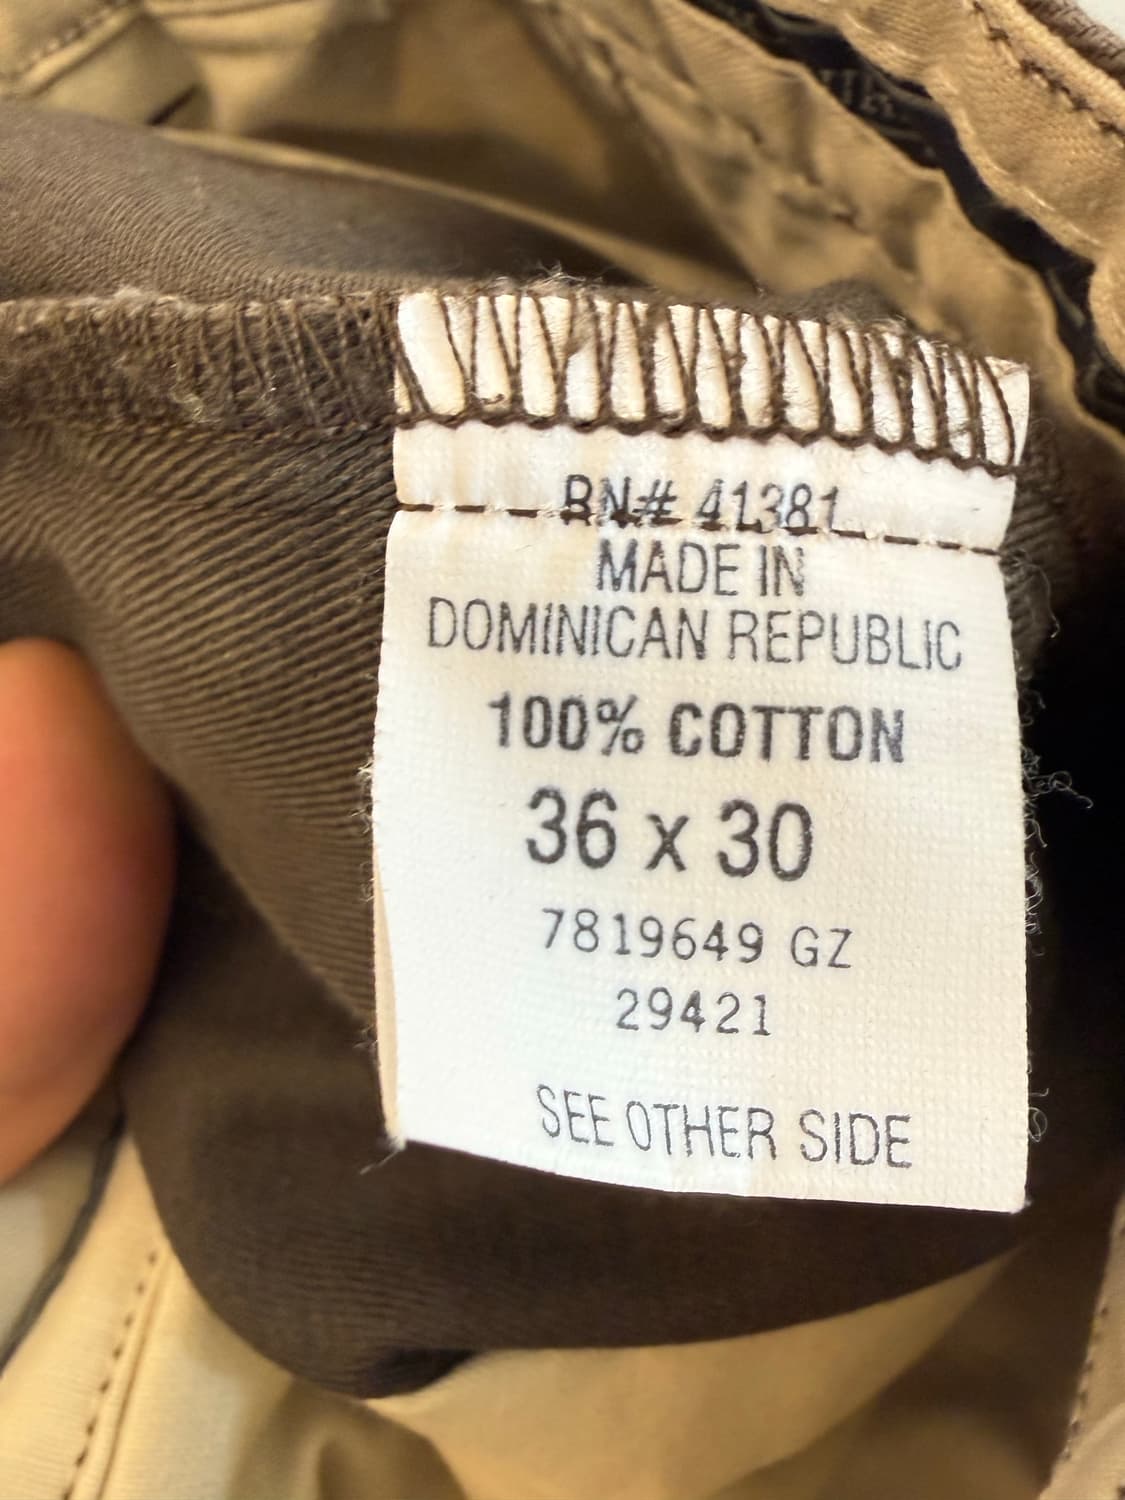 RN# 41381
MADE IN
DOMINICAN REPUBLIC
100% COTTON
36 x 30
7819649 GZ
29421
SEE OTHER SIDE